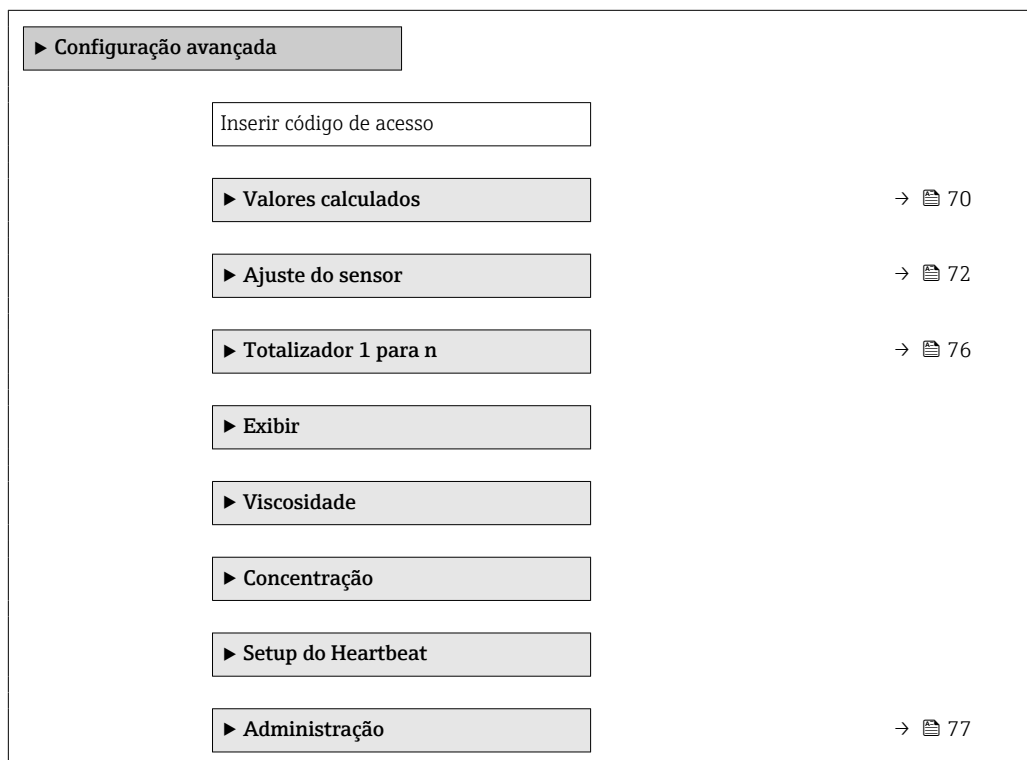 ▶ Configuração avançada
Inserir código de acesso
▶ Valores calculados → 70
▶ Ajuste do sensor → 72
▶ Totalizador 1 para n → 76
▶ Exibir
▶ Viscosidade
▶ Concentração
▶ Setup do Heartbeat
▶ Administração → 77